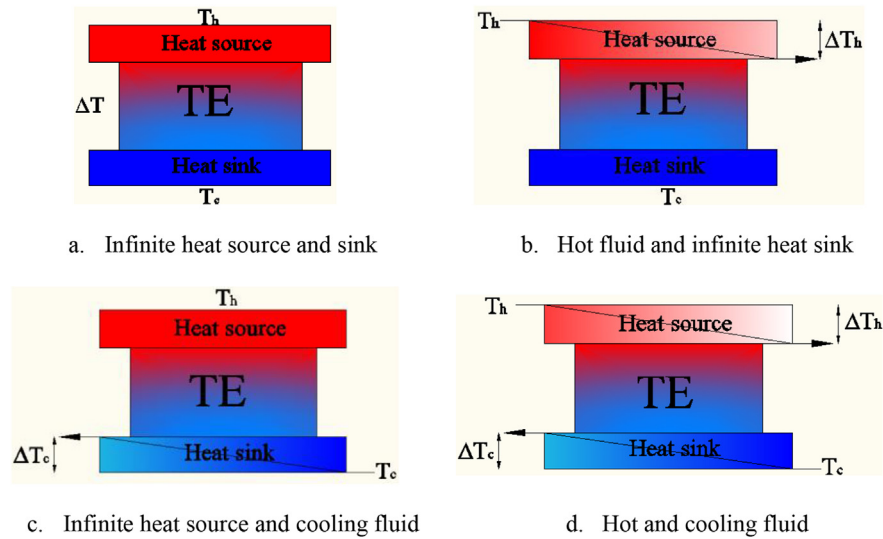 Th
Heat source
ΔT
TE
Heat sink
Tc
a. Infinite heat source and sink
Th
Heat source
ΔTh
TE
Heat sink
Tc
b. Hot fluid and infinite heat sink
Th
Heat source
TE
ΔTc
Heat sink
Tc
c. Infinite heat source and cooling fluid
Th
Heat source
ΔTh
TE
ΔTc
Heat sink
Tc
d. Hot and cooling fluid